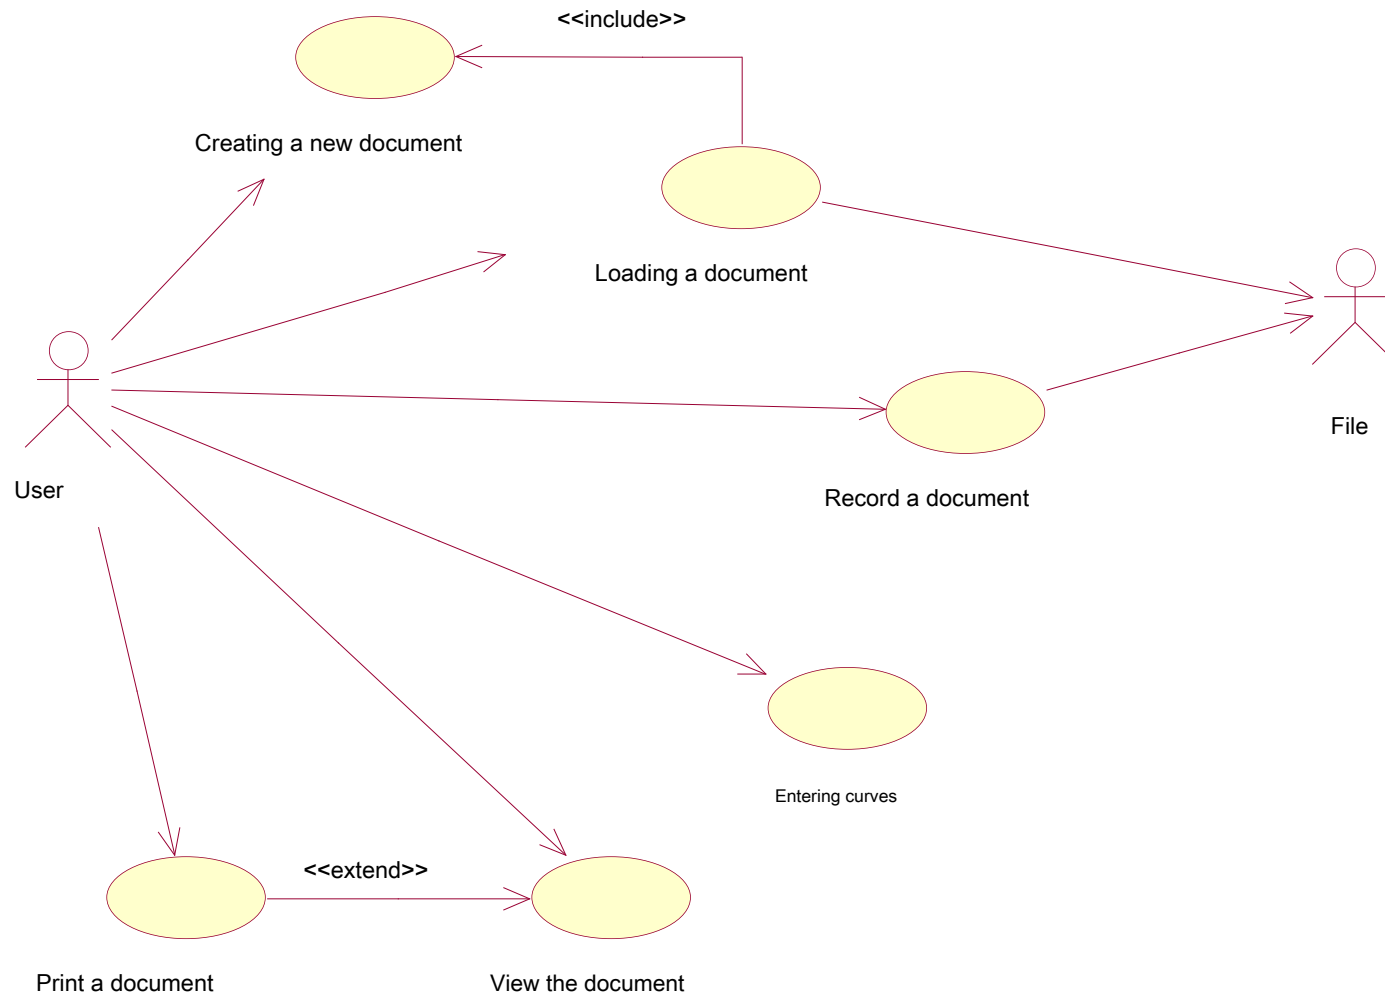 <<include>>
Creating a new document
Loading a document
File
User
Record a document
Entering curves
<<extend>>
Print a document
View the document